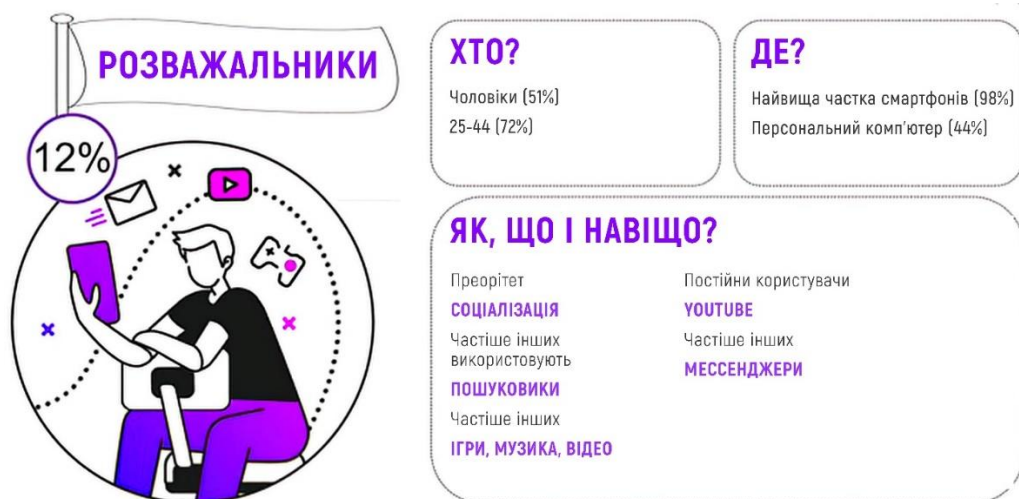 РОЗВАЖАЛЬНИКИ
12%
ХТО?
Чоловіки (51%)
25-44 (72%)
ДЕ?
Найвища частка смартфонів (98%)
Персональний комп'ютер (44%)
ЯК, ЩО І НАВІЩО?
Преорітет
СОЦІАЛІЗАЦІЯ
Частіше інших
використовують
ПОШУКОВИКИ
Частіше інших
ІГРИ, МУЗИКА, ВІДЕО
Постійни користувачи
YOUTUBE
Частіше інших
МЕССЕНДЖЕРИ